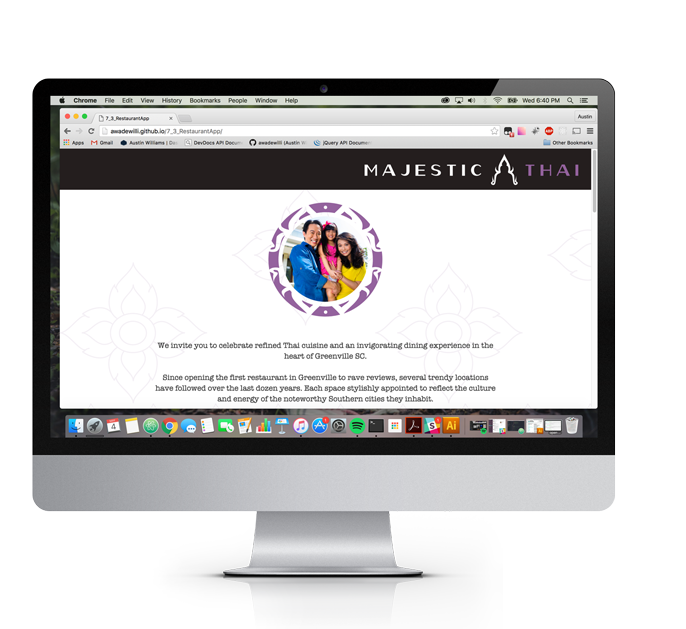 Chrome File Edit View History Bookmarks People Window Help Wed 6:40 PM
7_3_RestaurantApp Austin
awadewilli.github.io/7_3_RestaurantApp/
Apps Gmail Austin Williams | Da DevDocs API Docum awadewilli (Austin W jQuery API Documen Other Bookmarks
MAJESTIC THAI
We invite you to celebrate refined Thai cuisine and an invigorating dining experience in the
heart of Greenville SC.
Since opening the first restaurant in Greenville to rave reviews, several trendy locations
have followed over the last dozen years. Each space stylishly appointed to reflect the culture
and energy of the noteworthy Southern cities they inhabit.
4 Ai